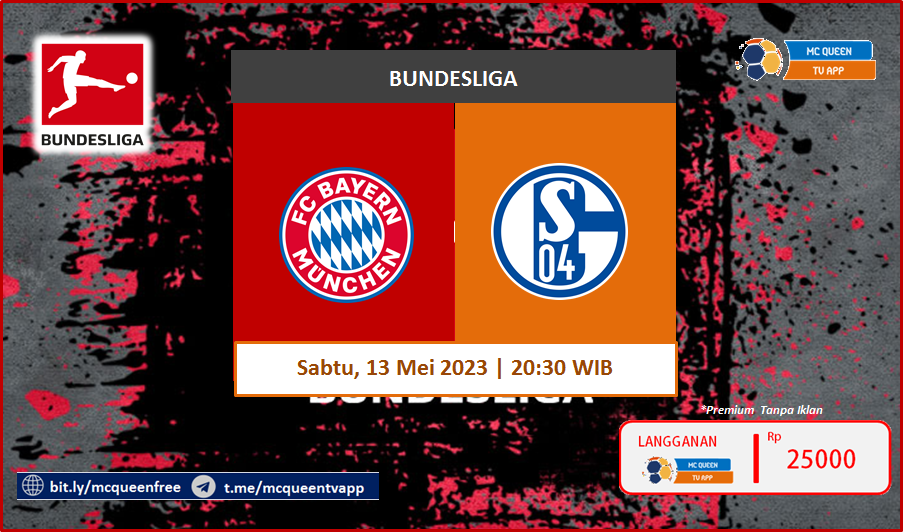 BUNDESLIGA
MC QUEEN
TV APP
BUNDESLIGA
FC BAYERN
MÜNCHEN
S
04
Sabtu, 13 Mei 2023 | 20:30 WIB
BUNDESLIGA
*Premium Tanpa Iklan
LANGGANAN
MC QUEEN
TV APP
Rp
25000
bit.ly/mcqueenfree
t.me/mcqueentvapp